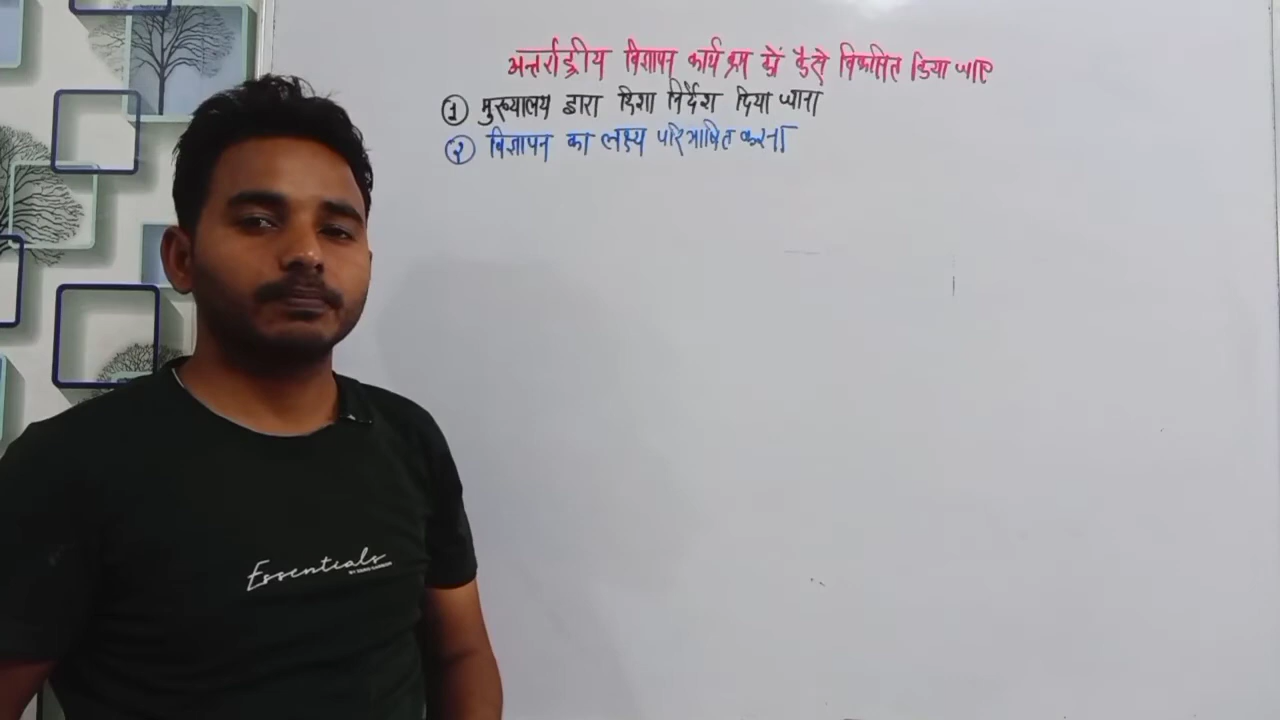 अन्तर्राष्ट्रीय विज्ञापन कार्यक्रम को कैसे विकसित किया जाए
① मुख्यालय द्वारा दिशा निर्देश दिया जाना
② विज्ञापन का लक्ष्य परिभाषित करना
Essentials